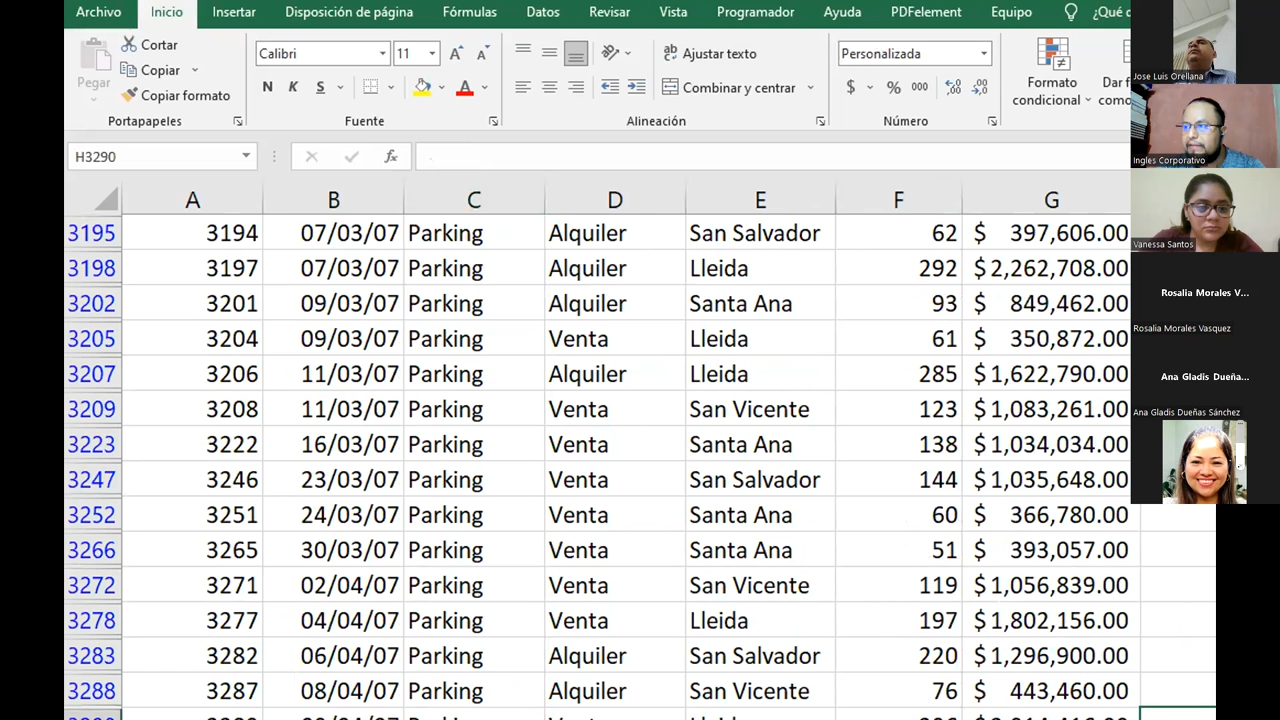 Archivo Inicio Insertar Disposición de página Fórmulas Datos Revisar Vista Programador Ayuda PDFelement Equipo ¿Qué
Cortar
Copiar
Copiar formato
Pegar
Portapapeles
Calibri 11
N K S
Fuente
Ajustar texto
Combinar y centrar
Alineación
Personalizada
$ % 000
Número
Formato
condicional
Dar
H3290
A B C D E F G
3195 3194 07/03/07 Parking Alquiler San Salvador 62 $ 397,606.00
3198 3197 07/03/07 Parking Alquiler Lleida 292 $ 2,262,708.00
3202 3201 09/03/07 Parking Alquiler Santa Ana 93 $ 849,462.00
3205 3204 09/03/07 Parking Venta Lleida 61 $ 350,872.00
3207 3206 11/03/07 Parking Alquiler Lleida 285 $ 1,622,790.00
3209 3208 11/03/07 Parking Venta San Vicente 123 $ 1,083,261.00
3223 3222 16/03/07 Parking Venta Santa Ana 138 $ 1,034,034.00
3247 3246 23/03/07 Parking Venta San Salvador 144 $ 1,035,648.00
3252 3251 24/03/07 Parking Venta Santa Ana 60 $ 366,780.00
3266 3265 30/03/07 Parking Venta Santa Ana 51 $ 393,057.00
3272 3271 02/04/07 Parking Venta San Vicente 119 $ 1,056,839.00
3278 3277 04/04/07 Parking Venta Lleida 197 $ 1,802,156.00
3283 3282 06/04/07 Parking Alquiler San Salvador 220 $ 1,296,900.00
3288 3287 08/04/07 Parking Alquiler San Vicente 76 $ 443,460.00
Jose Luis Orellana
Ingles Corporativo
Vanessa Santos
Rosalia Morales V...
Rosalia Morales Vasquez
Ana Gladis Dueña...
Ana Gladis Dueñas Sánchez